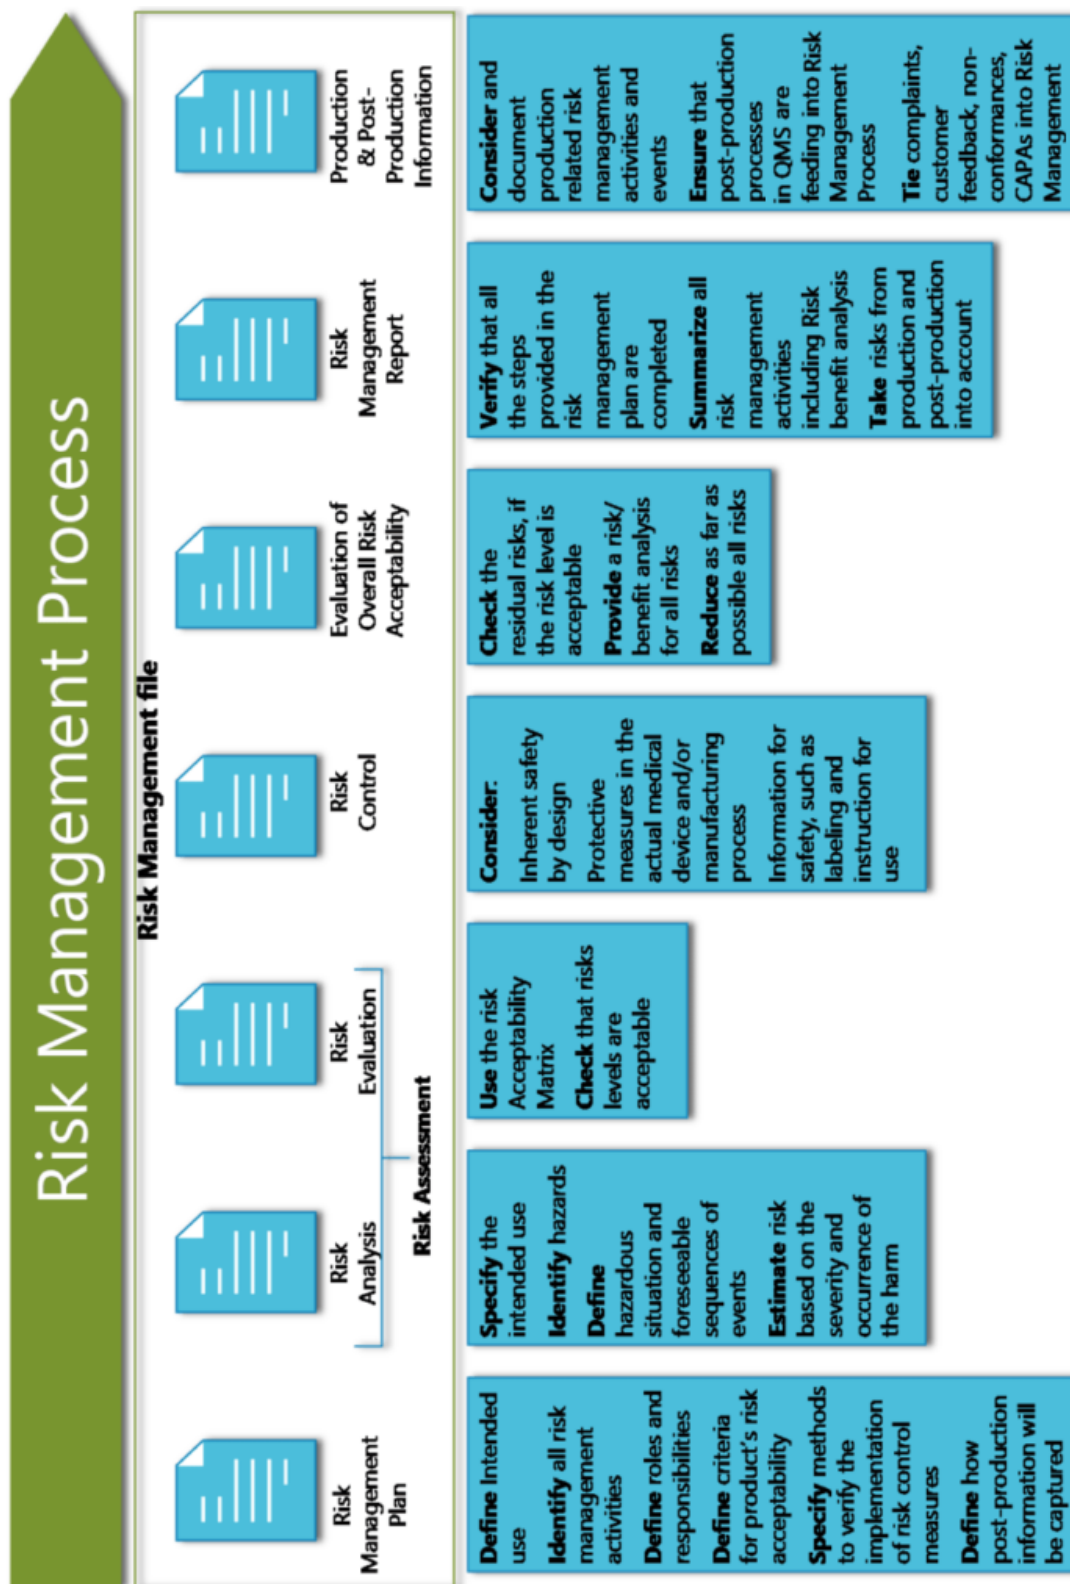 Risk Management Process
Risk Management file
Risk
Management
Plan
Risk
Analysis
Risk
Evaluation
Risk Assessment
Risk
Control
Evaluation of
Overall Risk
Acceptability
Risk
Management
Report
Production
& Post-
Production
Information
Define Intended
use
Identify all risk
management
activities
Define roles and
responsibilities
Define criteria
for product's risk
acceptability
Specify methods
to verify the
implementation
of risk control
measures
Define how
post-production
information will
be captured
Specify the
intended use
Identify hazards
Define
hazardous
situation and
foreseeable
sequences of
events
Estimate risk
based on the
severity and
occurrence of
the harm
Use the risk
Acceptability
Matrix
Check that risks
levels are
acceptable
Consider:
Inherent safety
by design
Protective
measures in the
actual medical
device and/or
manufacturing
process
Information for
safety, such as
labeling and
instruction for
use
Check the
residual risks, if
the risk level is
acceptable
Provide a risk/
benefit analysis
for all risks
Reduce as far as
possible all risks
Verify that all
the steps
provided in the
risk
management
plan are
completed
Summarize all
risk
management
activities
including Risk
benefit analysis
Take risks from
production and
post-production
into account
Consider and
document
production
related risk
management
activities and
events
Ensure that
post-production
processes
in QMS are
feeding into Risk
Management
Process
Tie complaints,
customer
feedback, non-
conformances,
CAPAs into Risk
Management